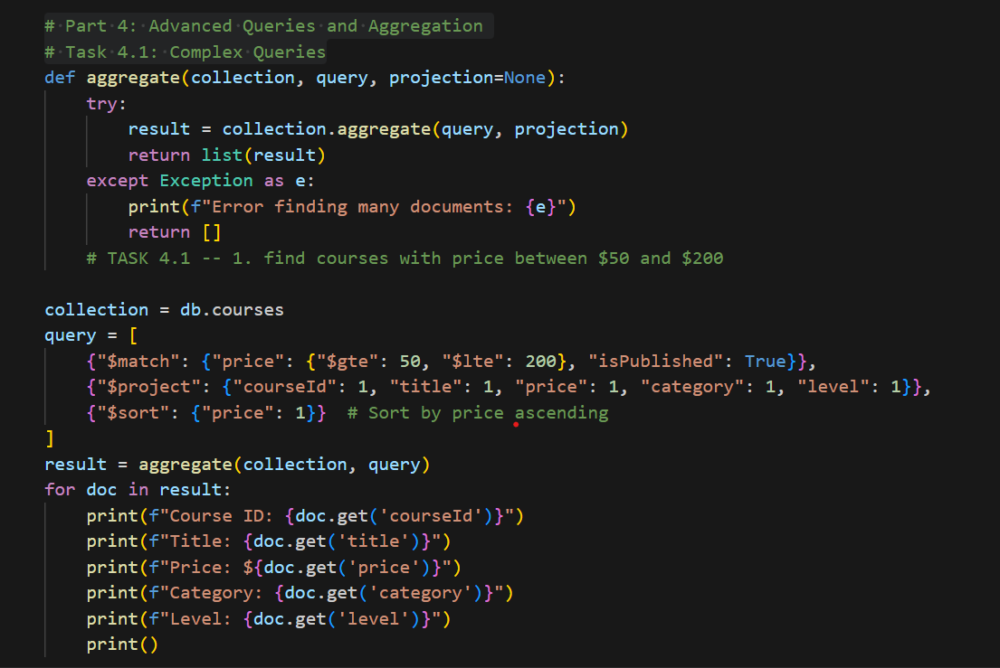 # Part 4: Advanced Queries and Aggregation
# Task 4.1: Complex Queries
def aggregate(collection, query, projection=None):
    try:
        result = collection.aggregate(query, projection)
        return list(result)
    except Exception as e:
        print(f"Error finding many documents: {e}")
        return []
    # TASK 4.1 -- 1. find courses with price between $50 and $200

collection = db.courses
query = [
    {"$match": {"price": {"$gte": 50, "$lte": 200}, "isPublished": True}},
    {"$project": {"courseId": 1, "title": 1, "price": 1, "category": 1, "level": 1}},
    {"$sort": {"price": 1}}  # Sort by price ascending
]
result = aggregate(collection, query)
for doc in result:
    print(f"Course ID: {doc.get('courseId')}")
    print(f"Title: {doc.get('title')}")
    print(f"Price: ${doc.get('price')}")
    print(f"Category: {doc.get('category')}")
    print(f"Level: {doc.get('level')}")
    print()